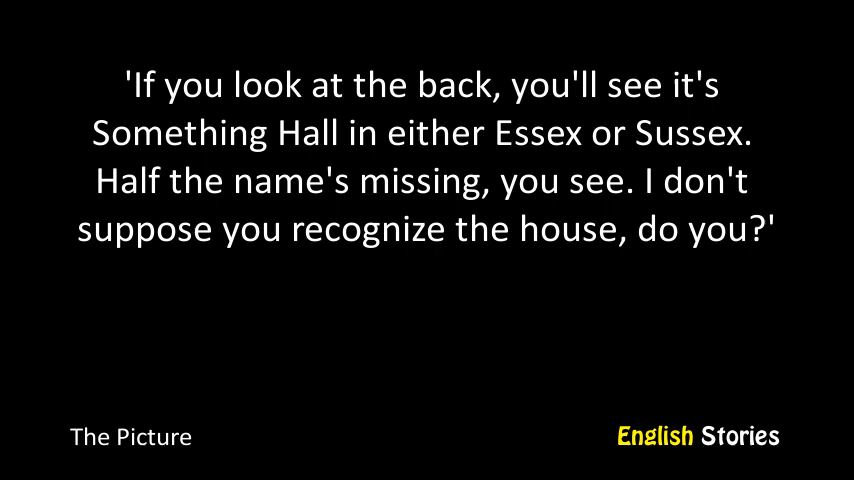 'If you look at the back, you'll see it's
Something Hall in either Essex or Sussex.
Half the name's missing, you see. I don't
suppose you recognize the house, do you?'
The Picture
English Stories